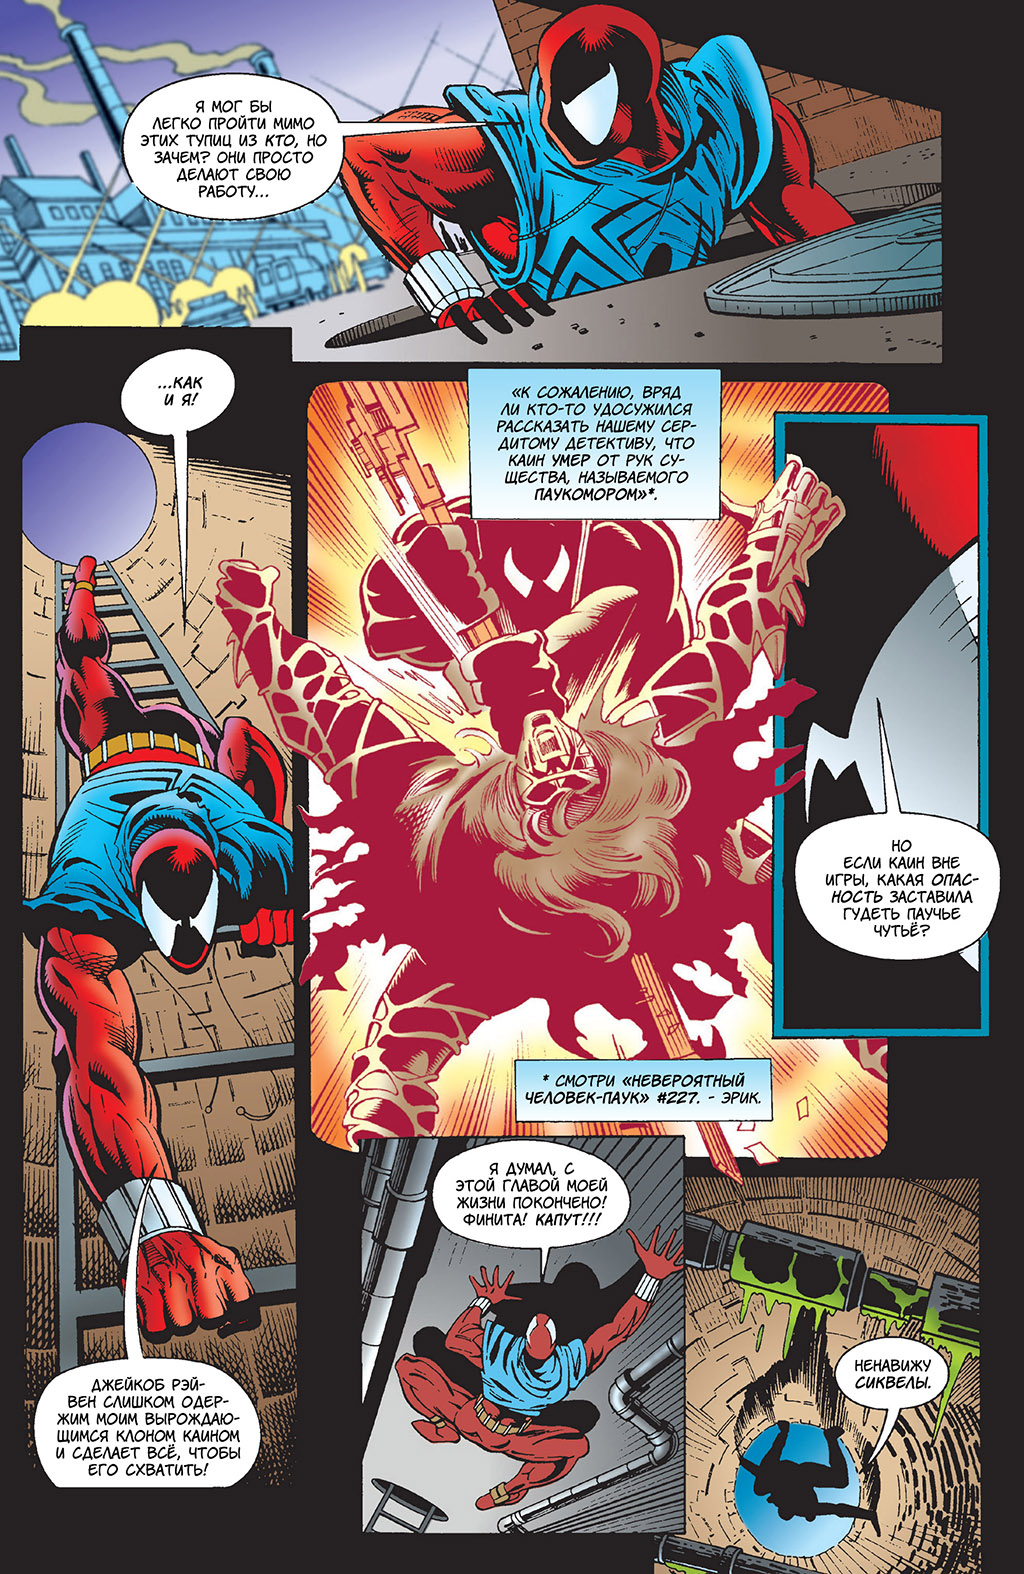 Я МОГ БЫ
ЛЕГКО ПРОЙТИ МИМО
ЭТИХ ТУПИЦ ИЗ КТО, НО
ЗАЧЕМ? ОНИ ПРОСТО
ДЕЛАЮТ СВОЮ
РАБОТУ...
...КАК
И Я!
«К СОЖАЛЕНИЮ, ВРЯД
ЛИ КТО-ТО УДОСУЖИЛСЯ
РАССКАЗАТЬ НАШЕМУ СЕР-
ДИТОМУ ДЕТЕКТИВУ, ЧТО
КАИН УМЕР ОТ РУК СУ-
ЩЕСТВА, НАЗЫВАЕМОГО
ПАУКОМОРОМ»*.
НО
ЕСЛИ КАИН ВНЕ
ИГРЫ, КАКАЯ ОПАС-
НОСТЬ ЗАСТАВИЛА
ГУДЕТЬ ПАУЧЬЕ
ЧУТЬЁ?
* СМОТРИ «НЕВЕРОЯТНЫЙ
ЧЕЛОВЕК-ПАУК» #227. - ЭРИК.
ДЖЕЙКОБ РЭЙ-
ВЕН СЛИШКОМ ОДЕР-
ЖИМ МОИМ ВЫРОЖДАЮ-
ЩИМСЯ КЛОНОМ КАИНОМ
И СДЕЛАЕТ ВСЁ, ЧТОБЫ
ЕГО СХВАТИТЬ!
Я ДУМАЛ, С
ЭТОЙ ГЛАВОЙ МОЕЙ
ЖИЗНИ ПОКОНЧЕНО!
ФИНИТА! КАПУТ!!!
НЕНАВИЖУ
СИКВЕЛЫ.